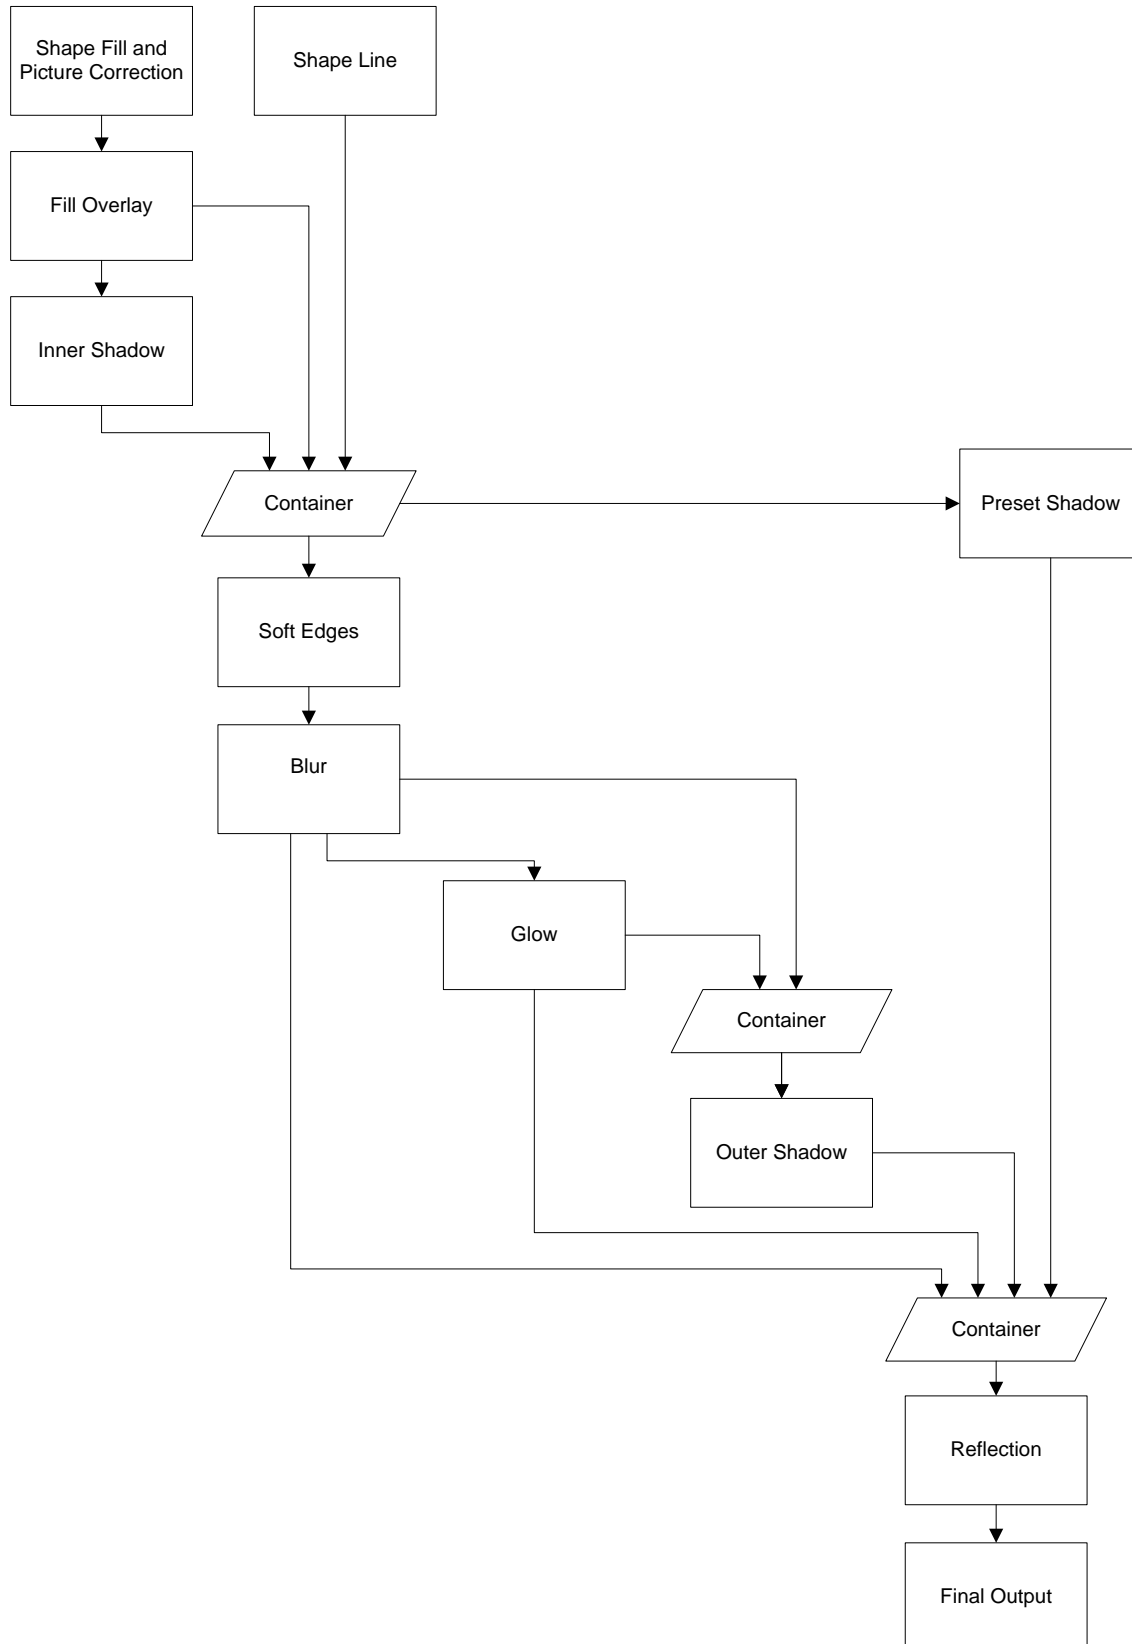 Shape Fill and
Picture Correction
Shape Line
Fill Overlay
Inner Shadow
Container
Preset Shadow
Soft Edges
Blur
Glow
Container
Outer Shadow
Container
Reflection
Final Output